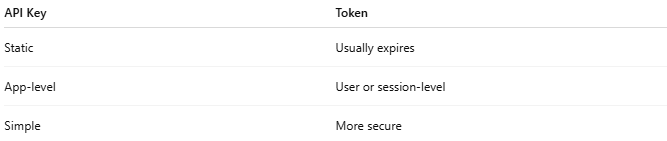 API Key Token
Static Usually expires
App-level User or session-level
Simple More secure